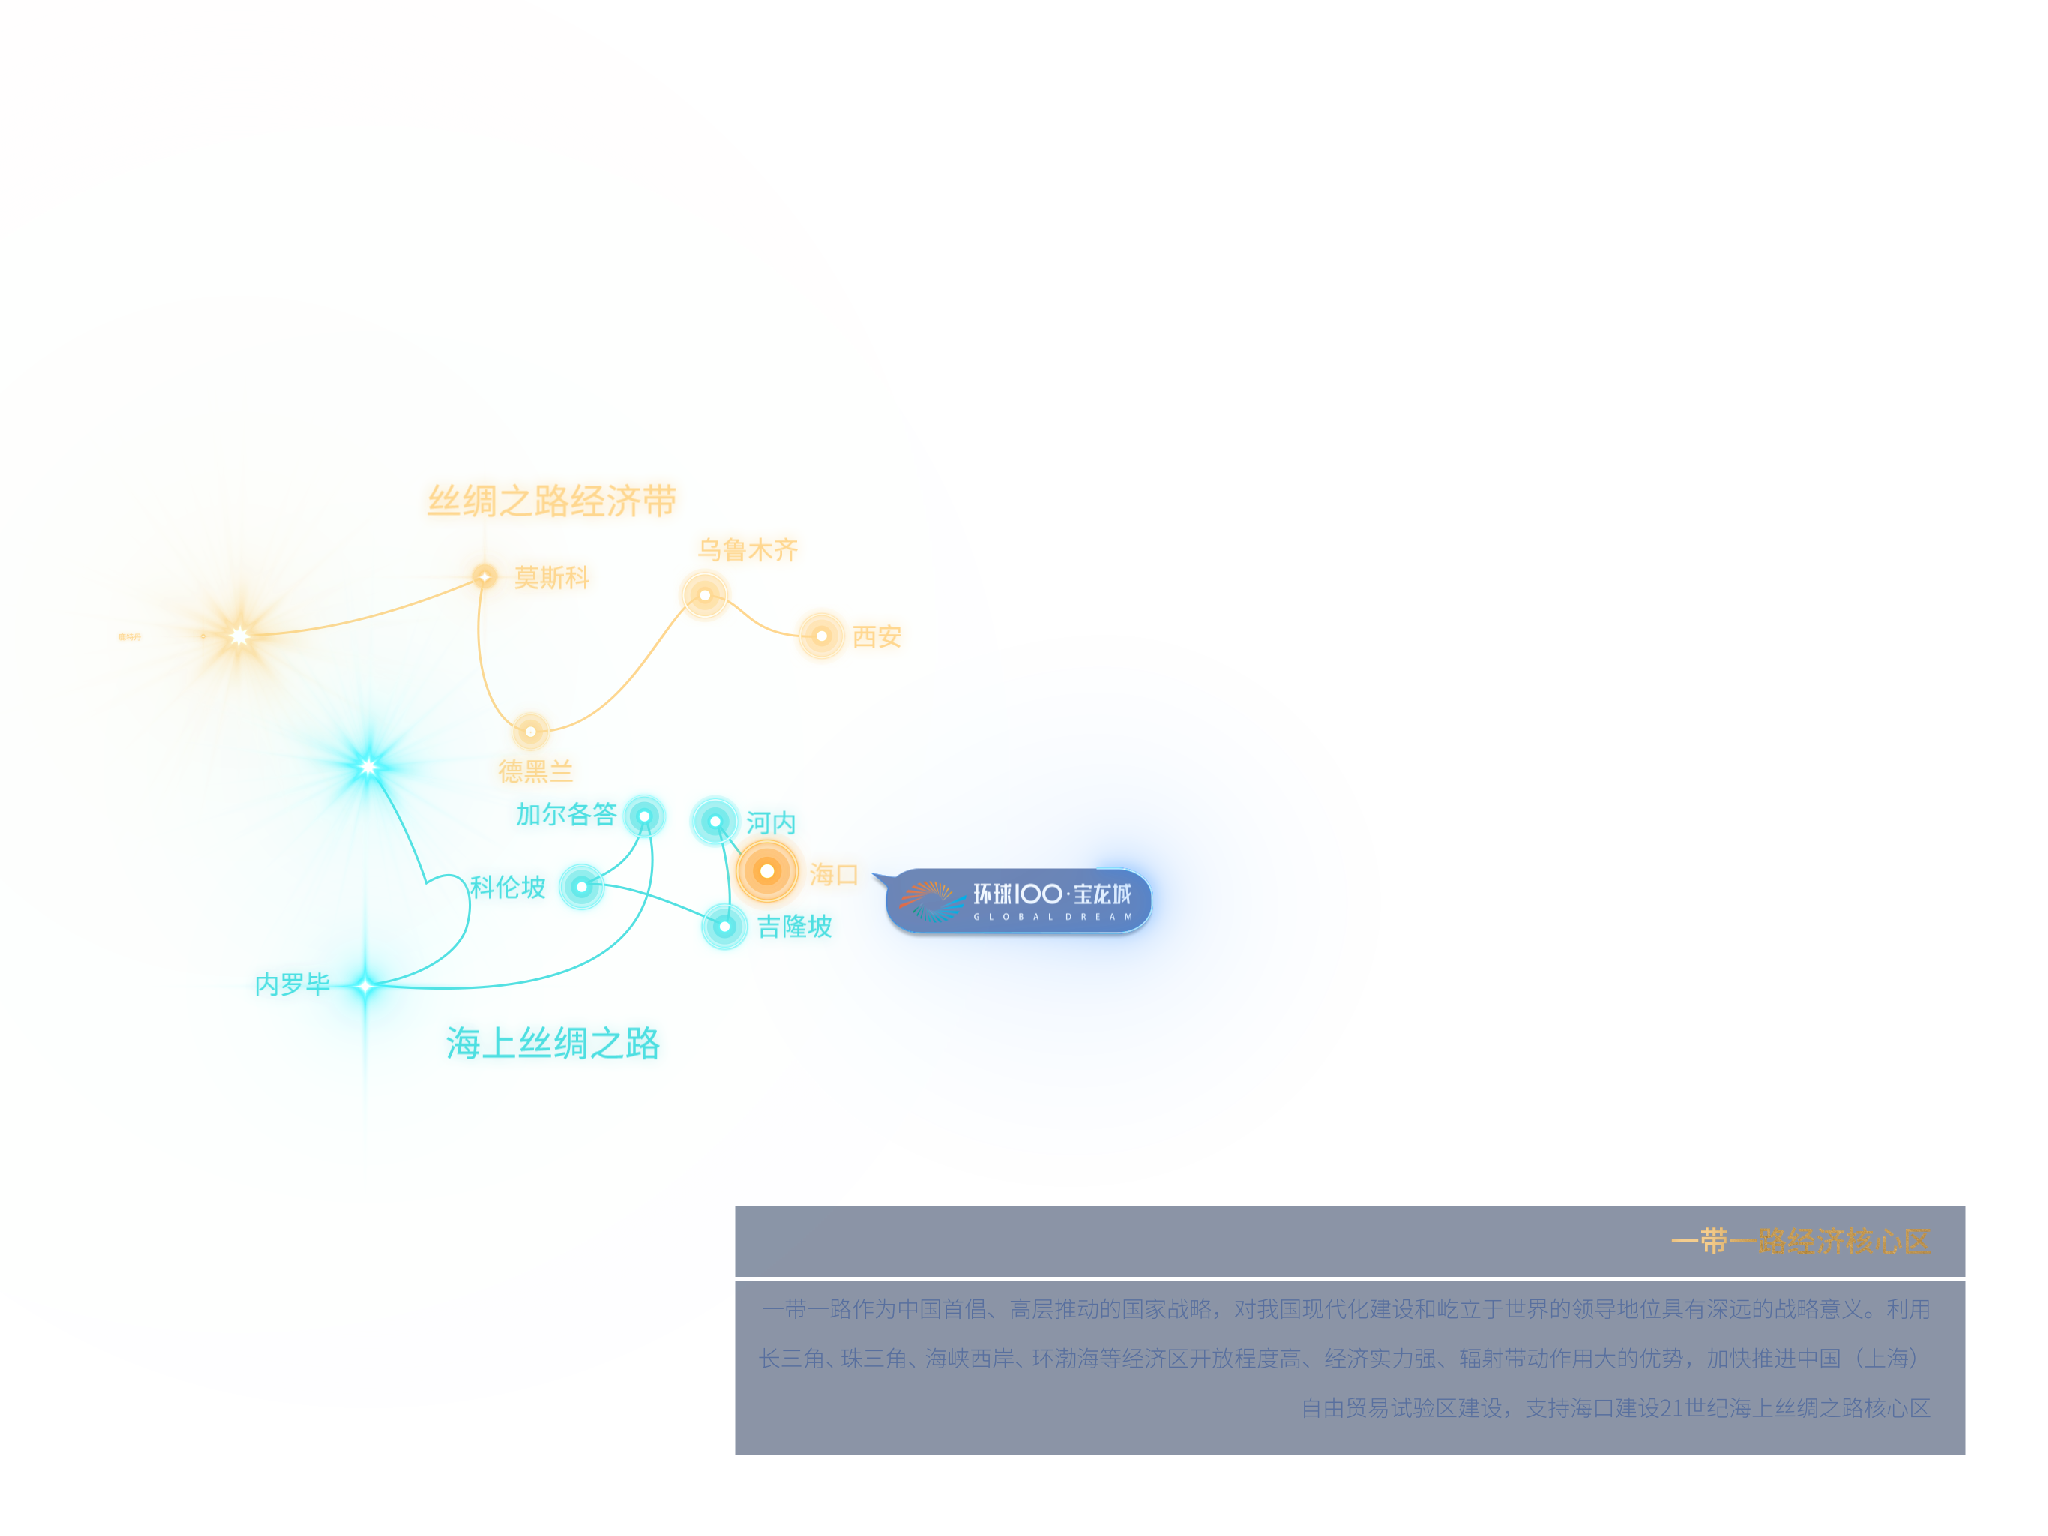 丝绸之路经济带
乌鲁木齐
莫斯科
西安
德黑兰
加尔各答
河内
海口
科伦坡
吉隆坡
环球100·宝龙城
GLOBAL DREAM
内罗毕
海上丝绸之路
一带一路经济核心区
一带一路作为中国首倡、高层推动的国家战略，对我国现代化建设和屹立于世界的领导地位具有深远的战略意义。利用
长三角、珠三角、海峡西岸、环渤海等经济区开放程度高、经济实力强、辐射带动作用大的优势，加快推进中国（上海）
自由贸易试验区建设，支持海口建设21世纪海上丝绸之路核心区